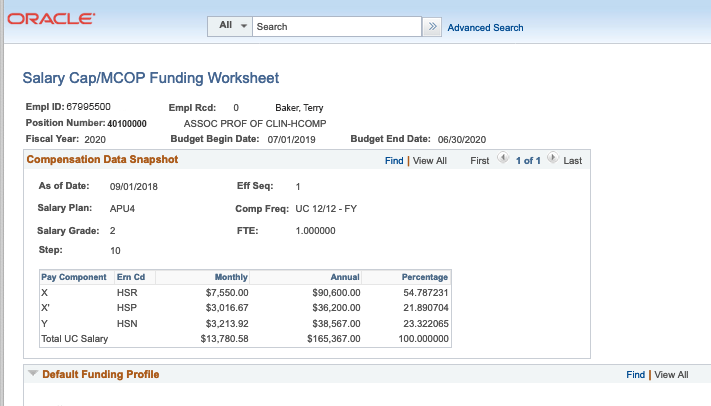 ORACLE
All Search Advanced Search
Salary Cap/MCOP Funding Worksheet
Empl ID: 67995500 Empl Rcd: 0 Baker, Terry
Position Number: 40100000 ASSOC PROF OF CLIN-HCOMP
Fiscal Year: 2020 Budget Begin Date: 07/01/2019 Budget End Date: 06/30/2020
Compensation Data Snapshot Find | View All First 1 of 1 Last
As of Date: 09/01/2018 Eff Seq: 1
Salary Plan: APU4 Comp Freq: UC 12/12 - FY
Salary Grade: 2 FTE: 1.000000
Step: 10
Pay Component Ern Cd Monthly Annual Percentage
X HSR $7,550.00 $90,600.00 54.787231
X' HSP $3,016.67 $36,200.00 21.890704
Y HSN $3,213.92 $38,567.00 23.322065
Total UC Salary $13,780.58 $165,367.00 100.000000
Default Funding Profile Find | View All